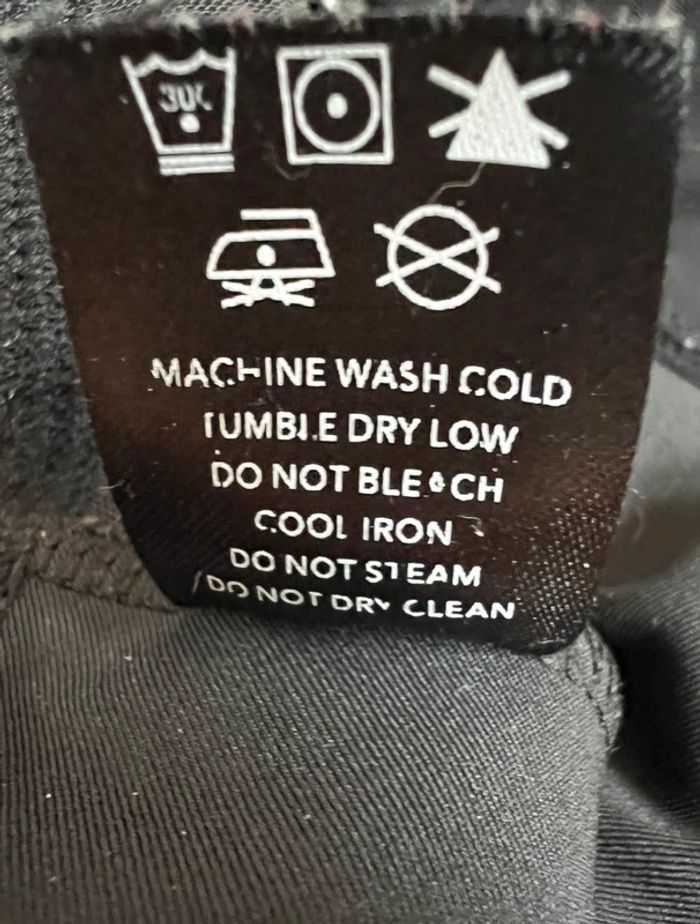 30C
MACHINE WASH COLD
TUMBLE DRY LOW
DO NOT BLEACH
COOL IRON
DO NOT STEAM
DO NOT DRY CLEAN